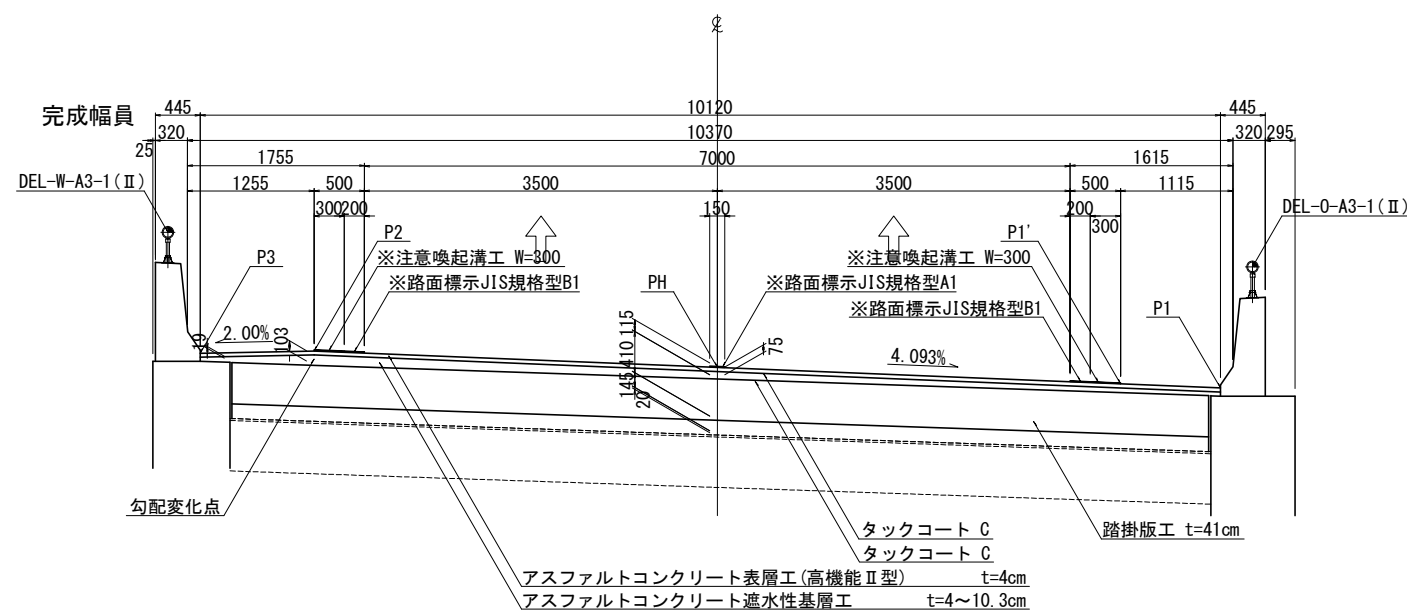 ℄
445
10120
445
完成幅員
320
10370
320
295
25
1755
7000
1615
DEL-W-A3-1(Ⅱ)
1255
500
3500
3500
500
1115
DEL-O-A3-1(Ⅱ)
300
200
150
200
300
P2
P1'
※注意喚起溝工 W=300
※注意喚起溝工 W=300
P3
※路面標示JIS規格型B1
PH
※路面標示JIS規格型A1
※路面標示JIS規格型B1
P1
2.00%
103
115
75
410
4.093%
145
20
勾配変化点
タックコート C
踏掛版工 t=41cm
タックコート C
アスファルトコンクリート表層工(高機能Ⅱ型) t=4cm
アスファルトコンクリート遮水性基層工 t=4～10.3cm